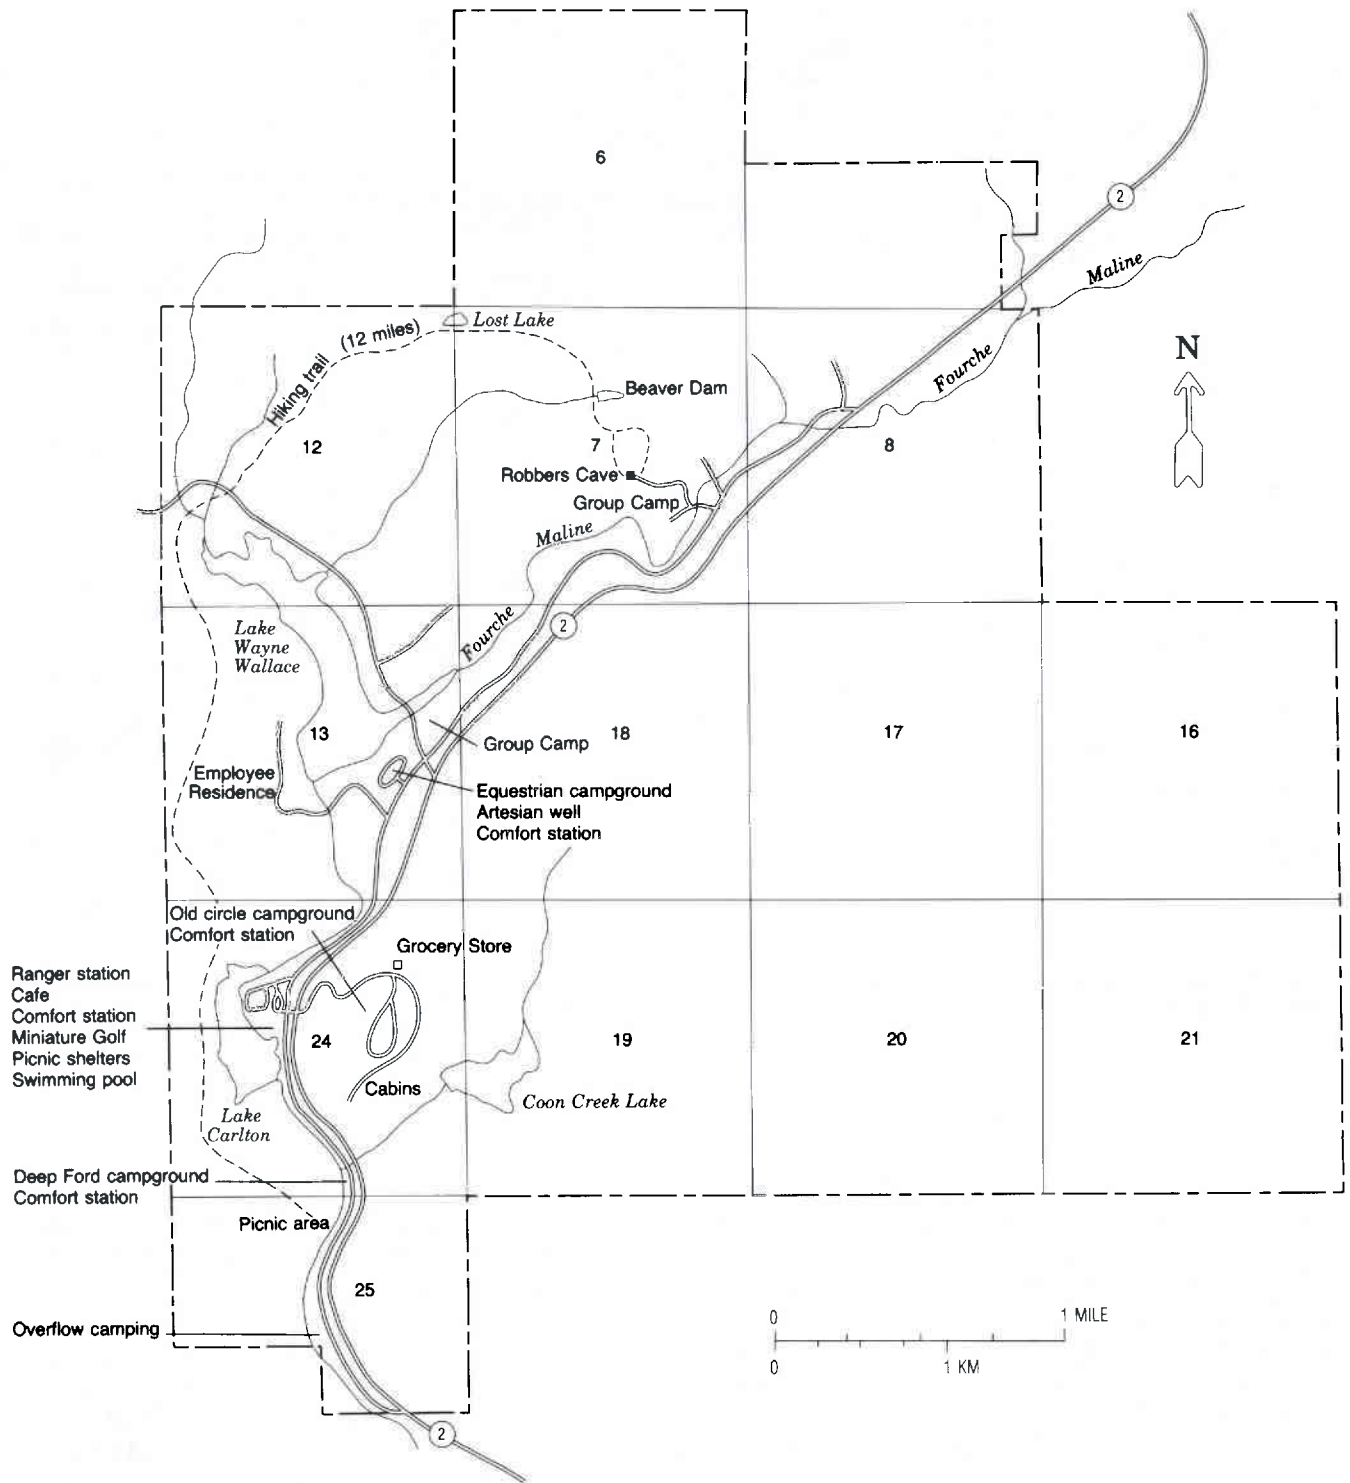 6
2
Maline
N
Lost Lake
Hiking trail (12 miles)
Fourche
Beaver Dam
12
7
8
Robbers Cave
Group Camp
Maline
Fourche
2
Lake
Wayne
Wallace
13
18
17
16
Group Camp
Employee
Residence
Equestrian campground
Artesian well
Comfort station
Old circle campground
Comfort station
Grocery Store
Ranger station
Cafe
Comfort station
Miniature Golf
Picnic shelters
Swimming pool
24
19
20
21
Cabins
Coon Creek Lake
Lake
Carlton
Deep Ford campground
Comfort station
Picnic area
25
Overflow camping
0 1 MILE
0 1 KM
2